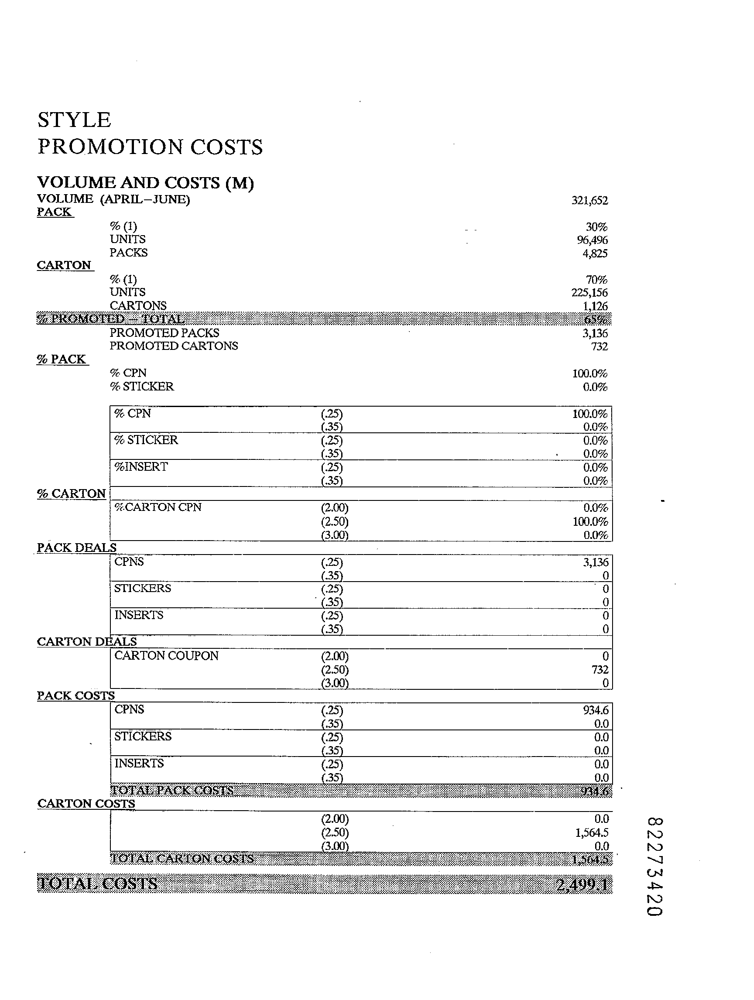 STYLE
PROMOTION COSTS
VOLUME AND COSTS (M)
VOLUME (APRIL–JUNE) 321,652
PACK
% (1) 30%
UNITS 96,496
PACKS 4,825
CARTON
% (1) 70%
UNITS 225,156
CARTONS 1,126
% PROMOTED – TOTAL 65%
PROMOTED PACKS 3,136
PROMOTED CARTONS 732
% PACK
% CPN 100.0%
% STICKER 0.0%
% CPN (.25) 100.0%
(.35) 0.0%
% STICKER (.25) 0.0%
(.35) 0.0%
%INSERT (.25) 0.0%
(.35) 0.0%
% CARTON
%CARTON CPN (2.00) 0.0%
(2.50) 100.0%
(3.00) 0.0%
PACK DEALS
CPNS (.25) 3,136
(.35) 0
STICKERS (.25) 0
(.35) 0
INSERTS (.25) 0
(.35) 0
CARTON DEALS
CARTON COUPON (2.00) 0
(2.50) 732
(3.00) 0
PACK COSTS
CPNS (.25) 934.6
(.35) 0.0
STICKERS (.25) 0.0
(.35) 0.0
INSERTS (.25) 0.0
(.35) 0.0
TOTAL PACK COSTS 934.6
CARTON COSTS
(2.00) 0.0
(2.50) 1,564.5
(3.00) 0.0
TOTAL CARTON COSTS 1,564.5
TOTAL COSTS 2,499.1
82273420